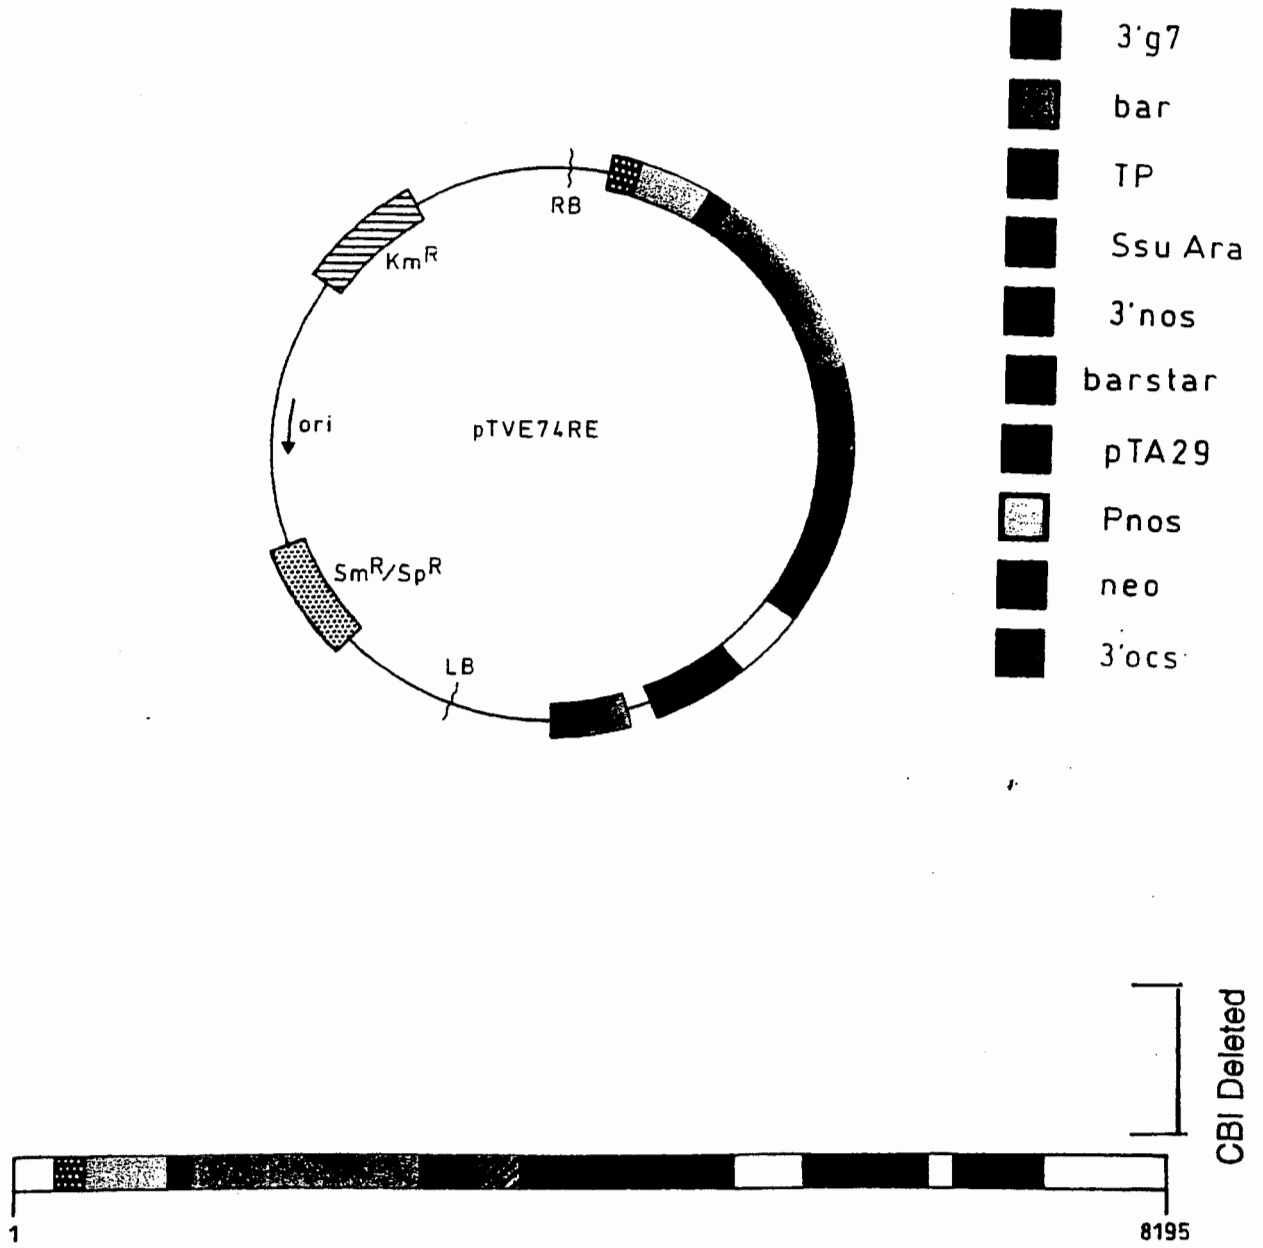 3'g7
bar
TP
Ssu Ara
3'nos
barstar
pTA29
Pnos
neo
3'ocs
RB
KmR
ori
pTVE74RE
SmR/SpR
LB
CBI Deleted
1
8195